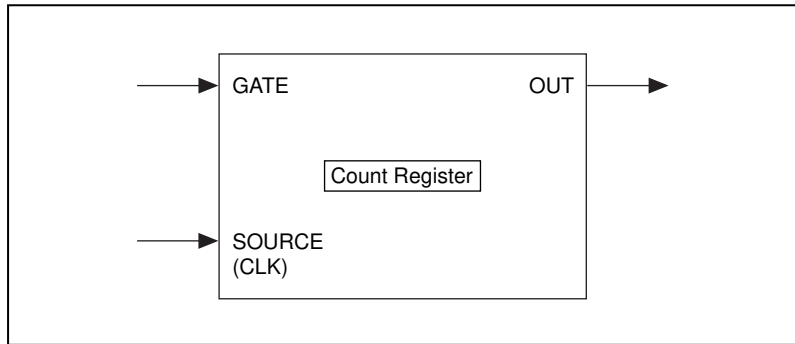 GATE
OUT
Count Register
SOURCE
(CLK)